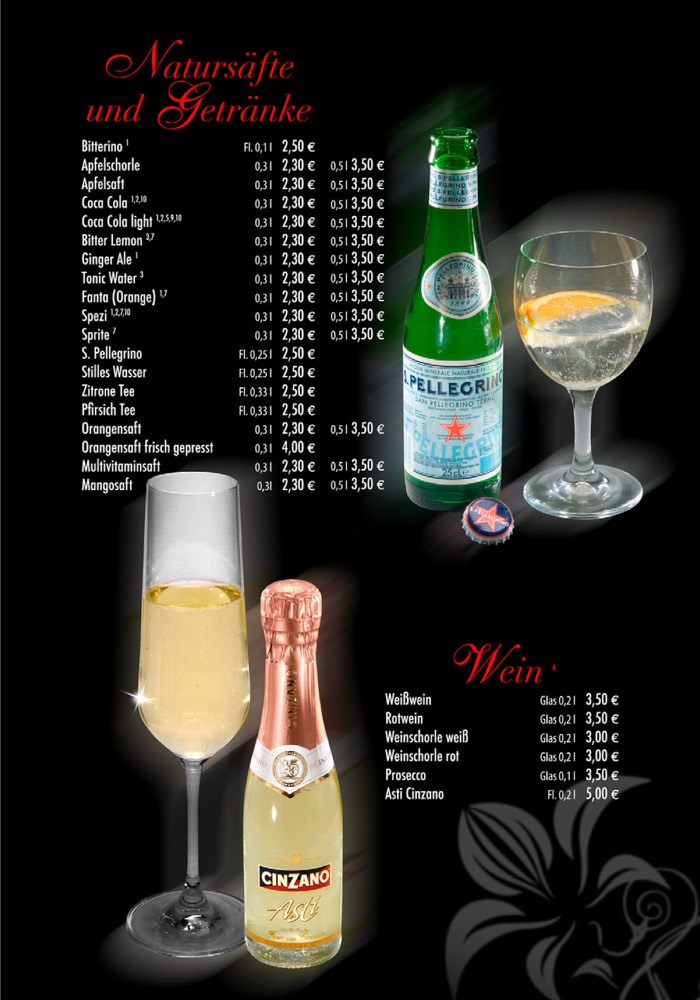 Natursäfte
und Getränke
Bitterino ¹ Fl. 0,1 l 2,50 €
Apfelschorle 0,3 l 2,30 € 0,5 l 3,50 €
Apfelsaft 0,3 l 2,30 € 0,5 l 3,50 €
Coca Cola ¹,²,¹⁰ 0,3 l 2,30 € 0,5 l 3,50 €
Coca Cola light ¹,²,⁵,⁹,¹⁰ 0,3 l 2,30 € 0,5 l 3,50 €
Bitter Lemon ³,⁷ 0,3 l 2,30 € 0,5 l 3,50 €
Ginger Ale ¹ 0,3 l 2,30 € 0,5 l 3,50 €
Tonic Water ³ 0,3 l 2,30 € 0,5 l 3,50 €
Fanta (Orange) ¹,⁷ 0,3 l 2,30 € 0,5 l 3,50 €
Spezi ¹,²,⁷,¹⁰ 0,3 l 2,30 € 0,5 l 3,50 €
Sprite ⁷ 0,3 l 2,30 € 0,5 l 3,50 €
S. Pellegrino Fl. 0,25 l 2,50 €
Stilles Wasser Fl. 0,25 l 2,50 €
Zitrone Tee Fl. 0,33 l 2,50 €
Pfirsich Tee Fl. 0,33 l 2,50 €
Orangensaft 0,3 l 2,30 € 0,5 l 3,50 €
Orangensaft frisch gepresst 0,3 l 4,00 €
Multivitaminsaft 0,3 l 2,30 € 0,5 l 3,50 €
Mangosaft 0,3l 2,30 € 0,5 l 3,50 €
S. PELLEGRINO
1899
S.PELLEGRINO
SAN PELLEGRINO TERME
PELLEGRI
25cl e
S.PELLEGRINO
Wein ⁴
Weißwein Glas 0,2 l 3,50 €
Rotwein Glas 0,2 l 3,50 €
Weinschorle weiß Glas 0,2 l 3,00 €
Weinschorle rot Glas 0,2 l 3,00 €
Prosecco Glas 0,1 l 3,50 €
Asti Cinzano Fl. 0,2 l 5,00 €
CINZANO
CINZANO
Asti